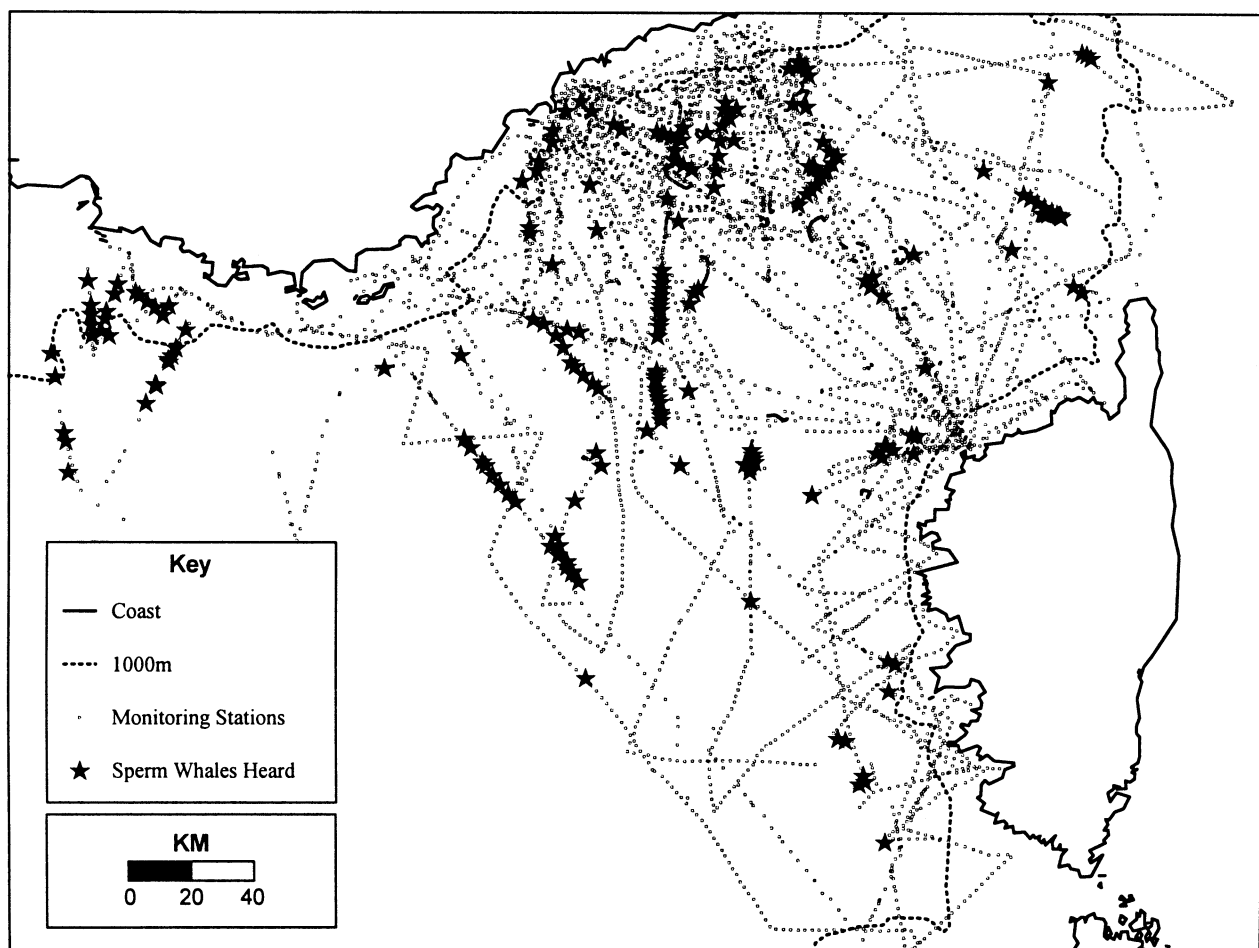 Key
Coast
1000m
Monitoring Stations
Sperm Whales Heard
KM
0 20 40